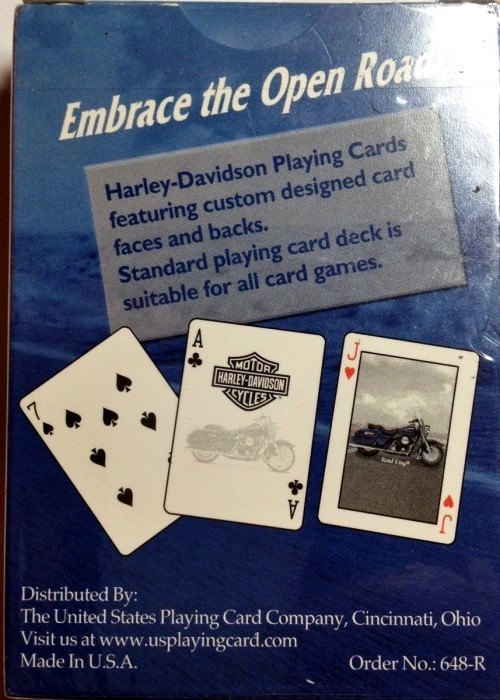 Embrace the Open Road
Harley-Davidson Playing Cards
featuring custom designed card
faces and backs.
Standard playing card deck is
suitable for all card games.
7
A
MOTOR
HARLEY-DAVIDSON
CYCLES
A
J
Road King®
J
Distributed By:
The United States Playing Card Company, Cincinnati, Ohio
Visit us at www.usplayingcard.com
Made In U.S.A.
Order No.: 648-R